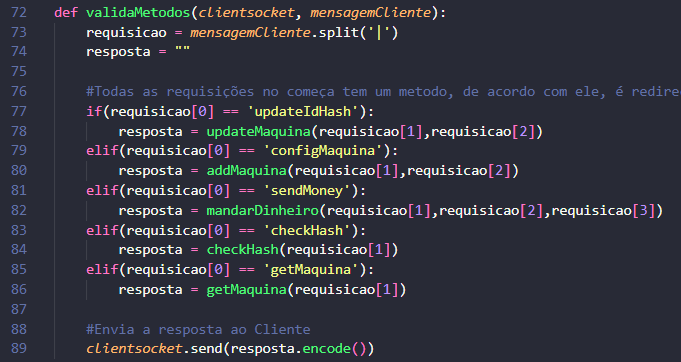 72 def validaMetodos(clientsocket, mensagemCliente):
73 requisicao = mensagemCliente.split('|')
74 resposta = ""
75
76 #Todas as requisições no começa tem um metodo, de acordo com ele, é redire
77 if(requisicao[0] == 'updateIdHash'):
78 resposta = updateMaquina(requisicao[1],requisicao[2])
79 elif(requisicao[0] == 'configMaquina'):
80 resposta = addMaquina(requisicao[1],requisicao[2])
81 elif(requisicao[0] == 'sendMoney'):
82 resposta = mandarDinheiro(requisicao[1],requisicao[2],requisicao[3])
83 elif(requisicao[0] == 'checkHash'):
84 resposta = checkHash(requisicao[1])
85 elif(requisicao[0] == 'getMaquina'):
86 resposta = getMaquina(requisicao[1])
87
88 #Envia a resposta ao Cliente
89 clientsocket.send(resposta.encode())